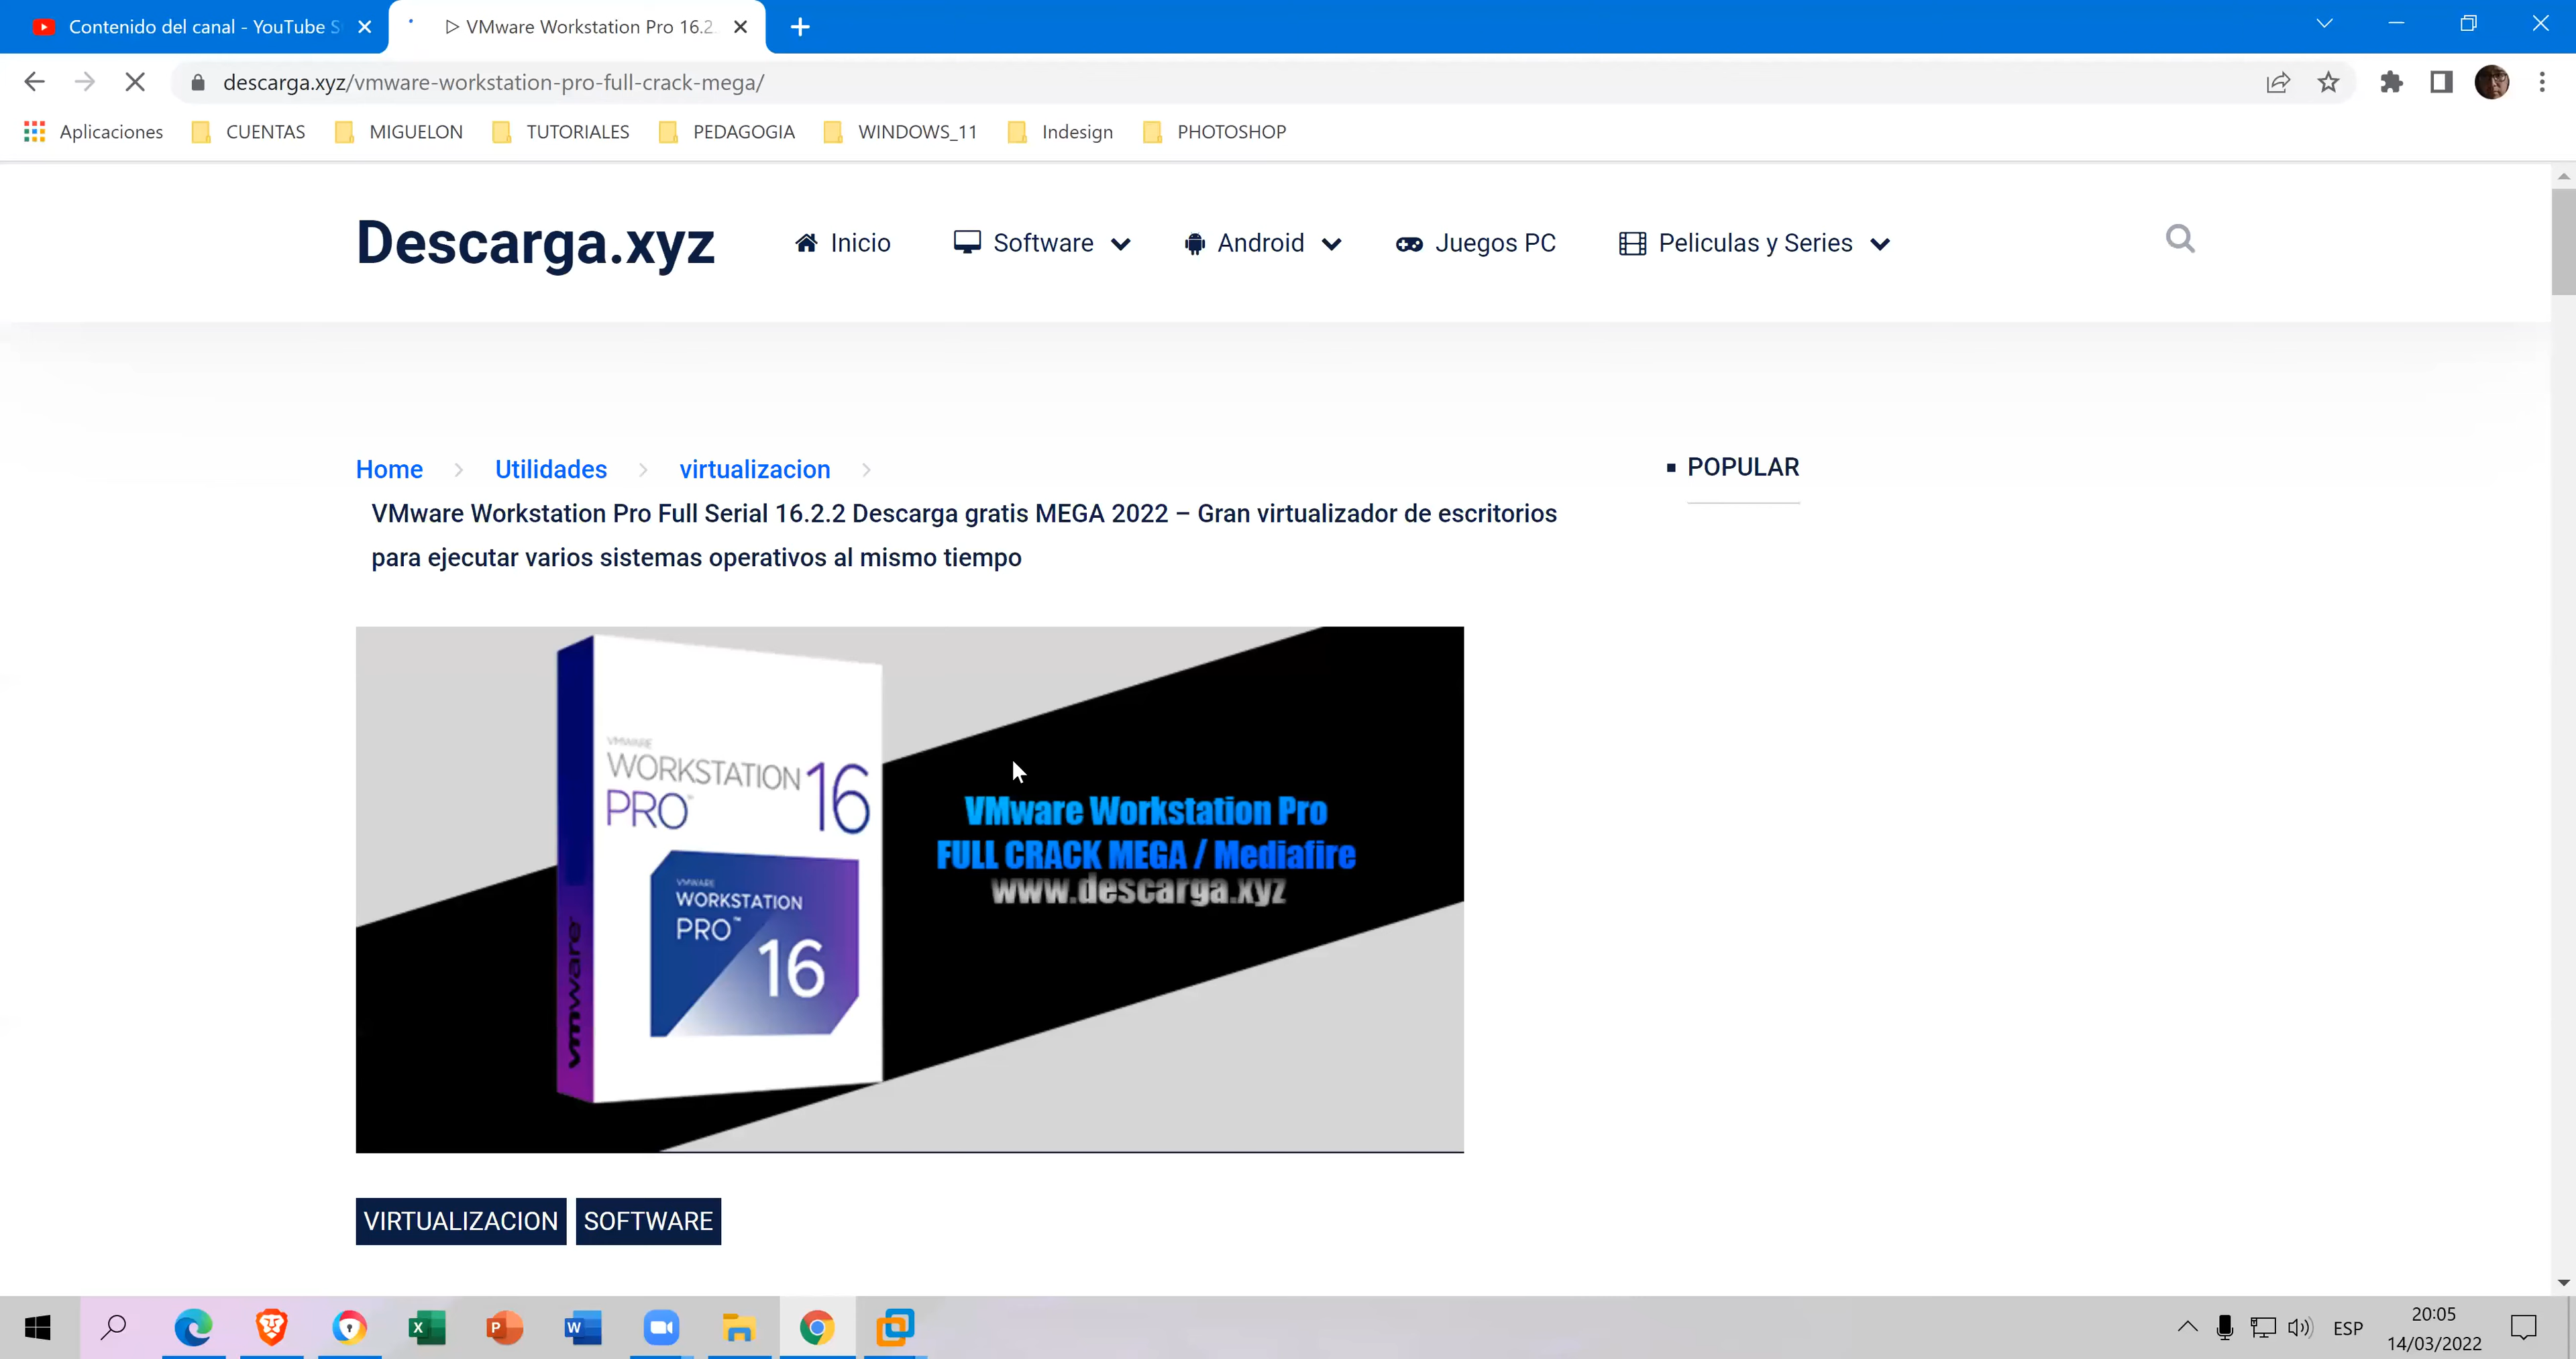 Contenido del canal - YouTube S
▷ VMware Workstation Pro 16.2.
descarga.xyz/vmware-workstation-pro-full-crack-mega/
Aplicaciones
CUENTAS
MIGUELON
TUTORIALES
PEDAGOGIA
WINDOWS_11
Indesign
PHOTOSHOP
Descarga.xyz
Inicio
Software
Android
Juegos PC
Peliculas y Series
Home
Utilidades
virtualizacion
VMware Workstation Pro Full Serial 16.2.2 Descarga gratis MEGA 2022 – Gran virtualizador de escritorios
para ejecutar varios sistemas operativos al mismo tiempo
POPULAR
VMWARE
WORKSTATION
PRO™
16
VMWARE
WORKSTATION
PRO™
16
vmware
VMware Workstation Pro
FULL CRACK MEGA / Mediafire
www.descarga.xyz
VIRTUALIZACION
SOFTWARE
ESP
20:05
14/03/2022